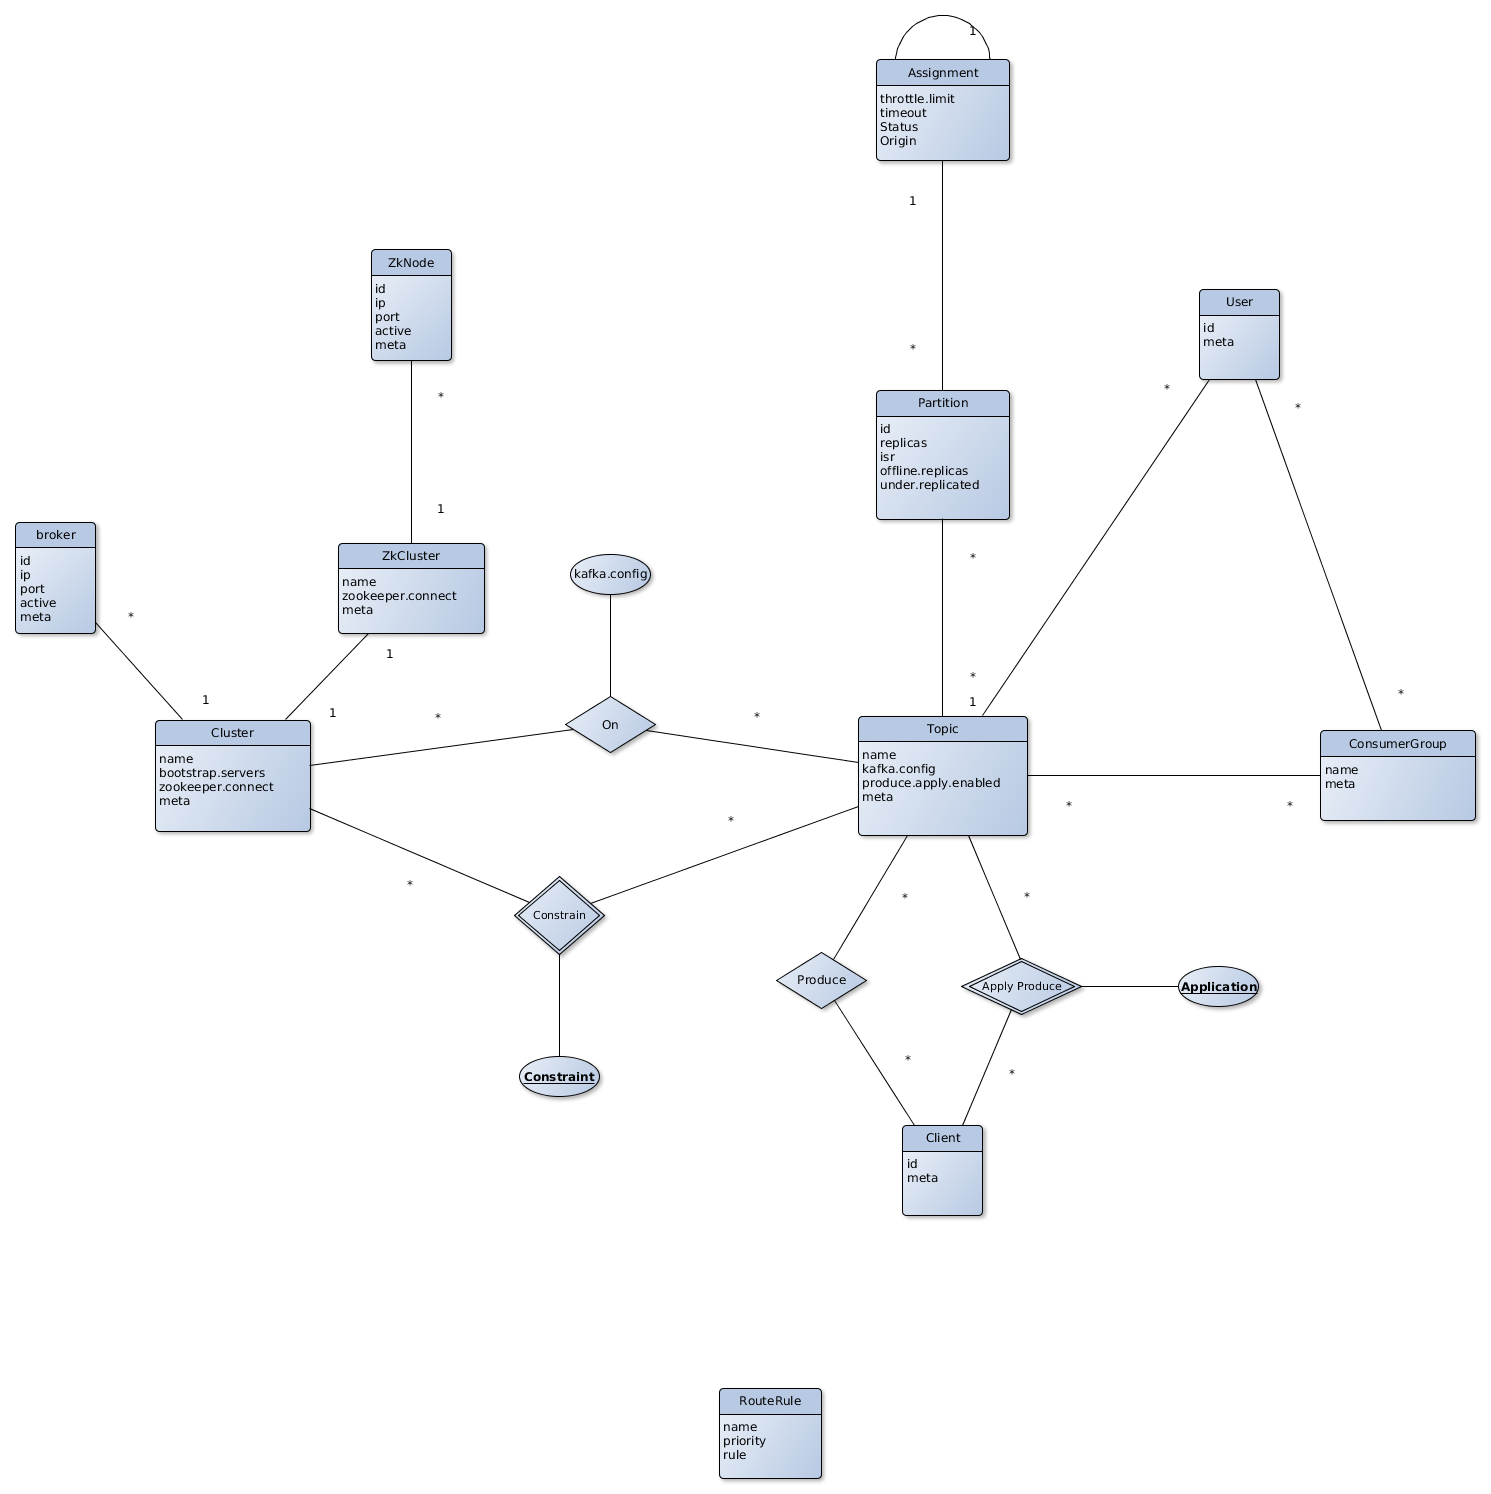 1
Assignment
throttle.limit
timeout
Status
Origin
1
*
ZkNode
id
ip
port
active
meta
*
1
User
id
meta
*
*
Partition
id
replicas
isr
offline.replicas
under.replicated
*
*
1
broker
id
ip
port
active
meta
*
1
ZkCluster
name
zookeeper.connect
meta
1
1
kafka.config
On
*
*
Cluster
name
bootstrap.servers
zookeeper.connect
meta
Topic
name
kafka.config
produce.apply.enabled
meta
*
ConsumerGroup
name
meta
*
*
*
*
Constrain
Constraint
*
*
Produce
Apply Produce
Application
*
*
Client
id
meta
RouteRule
name
priority
rule